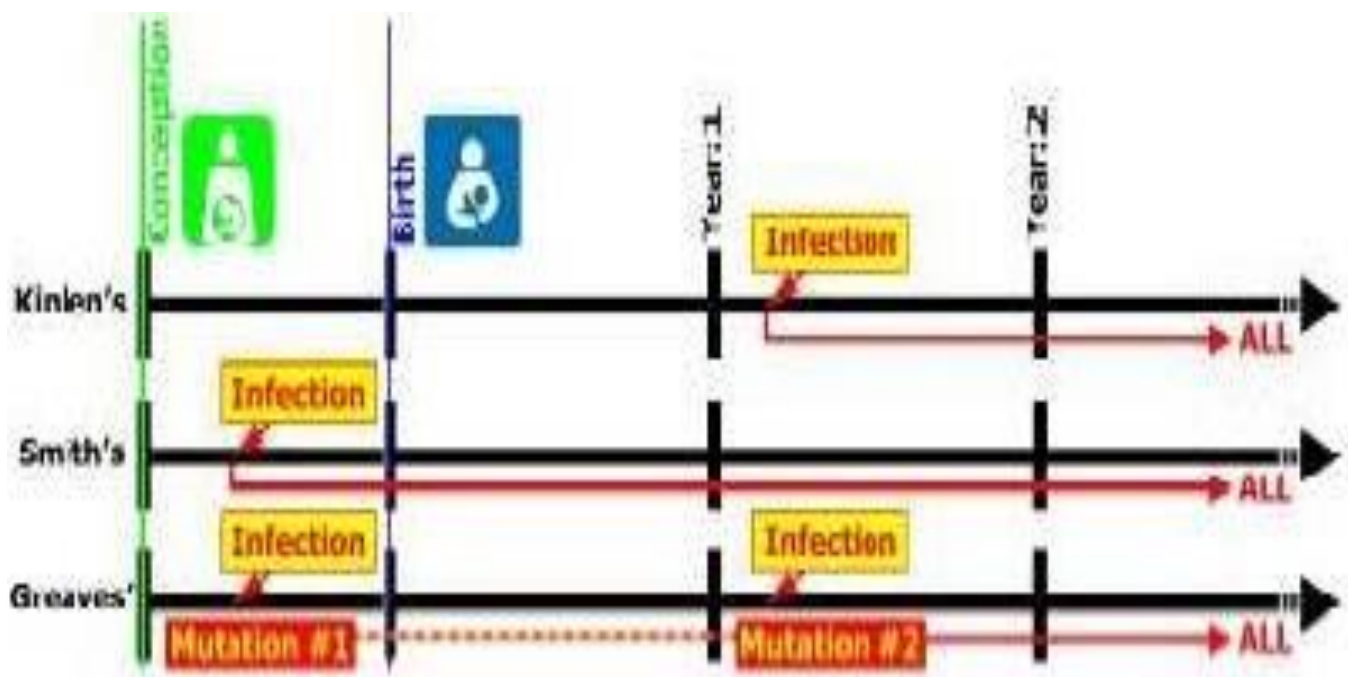 Conception
Birth
Year:1
Year:2
Kinlen's
Infection
ALL
Smith's
Infection
ALL
Greaves'
Infection
Infection
Mutation #1
Mutation #2
ALL